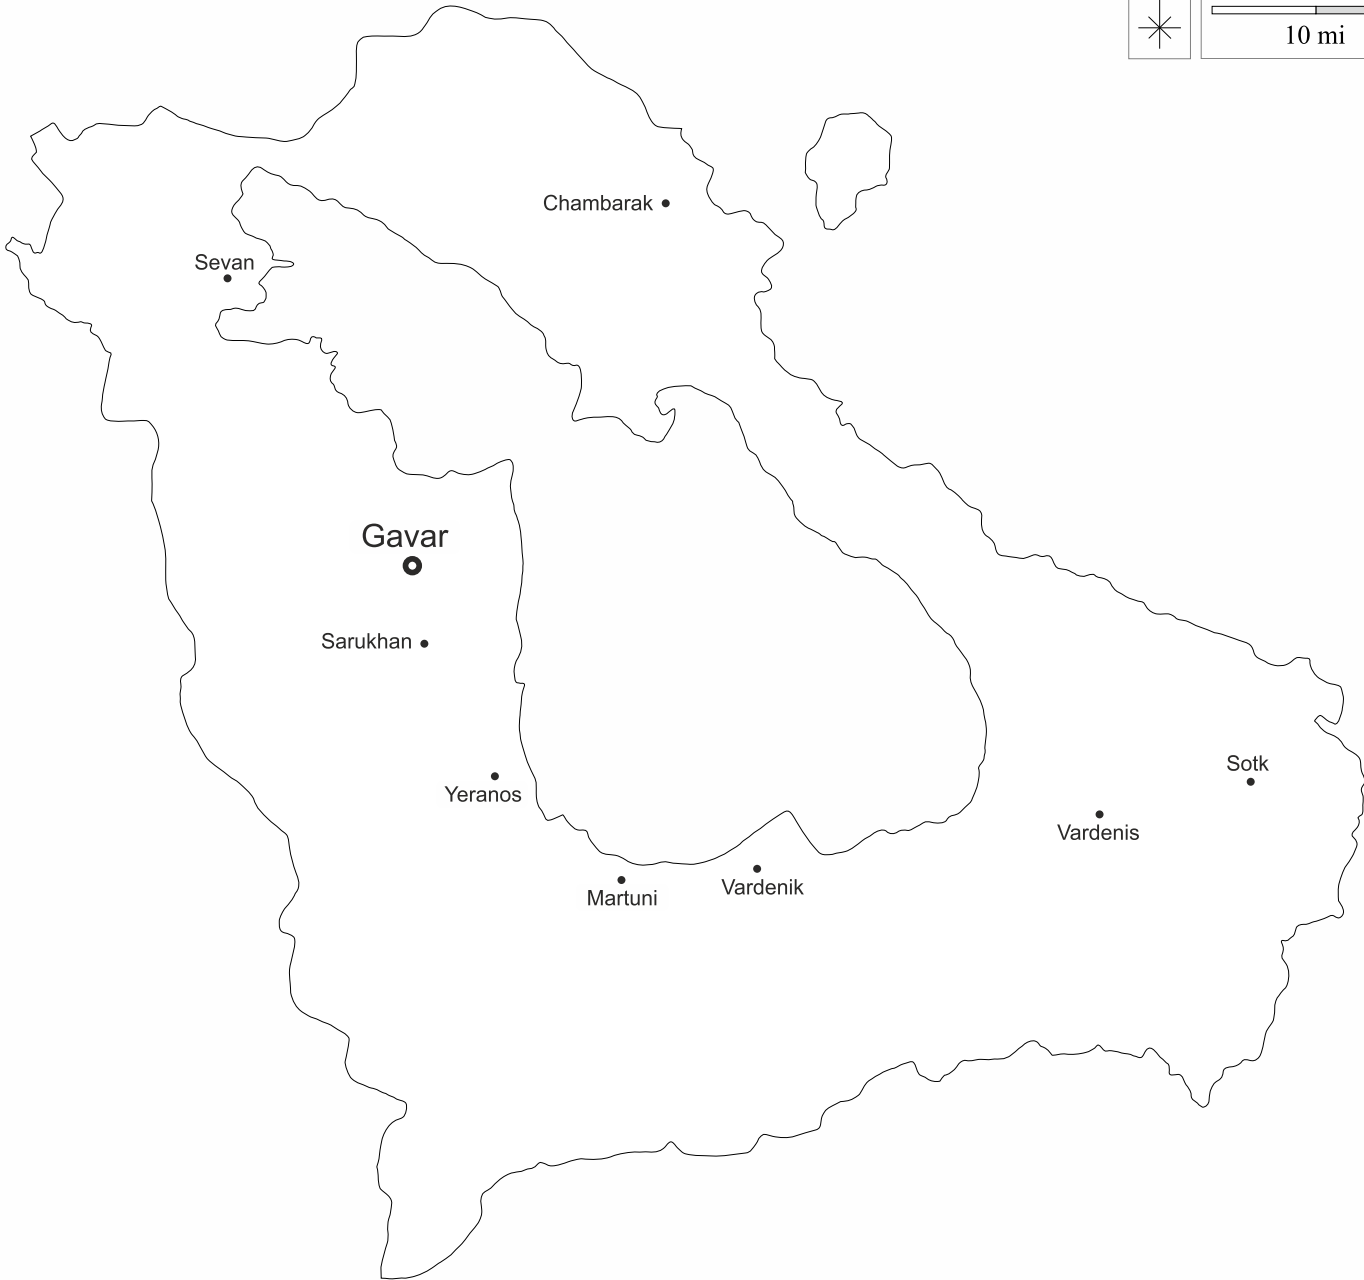 10 mi
Chambarak
Sevan
Gavar
Sarukhan
Sotk
Yeranos
Vardenis
Vardenik
Martuni